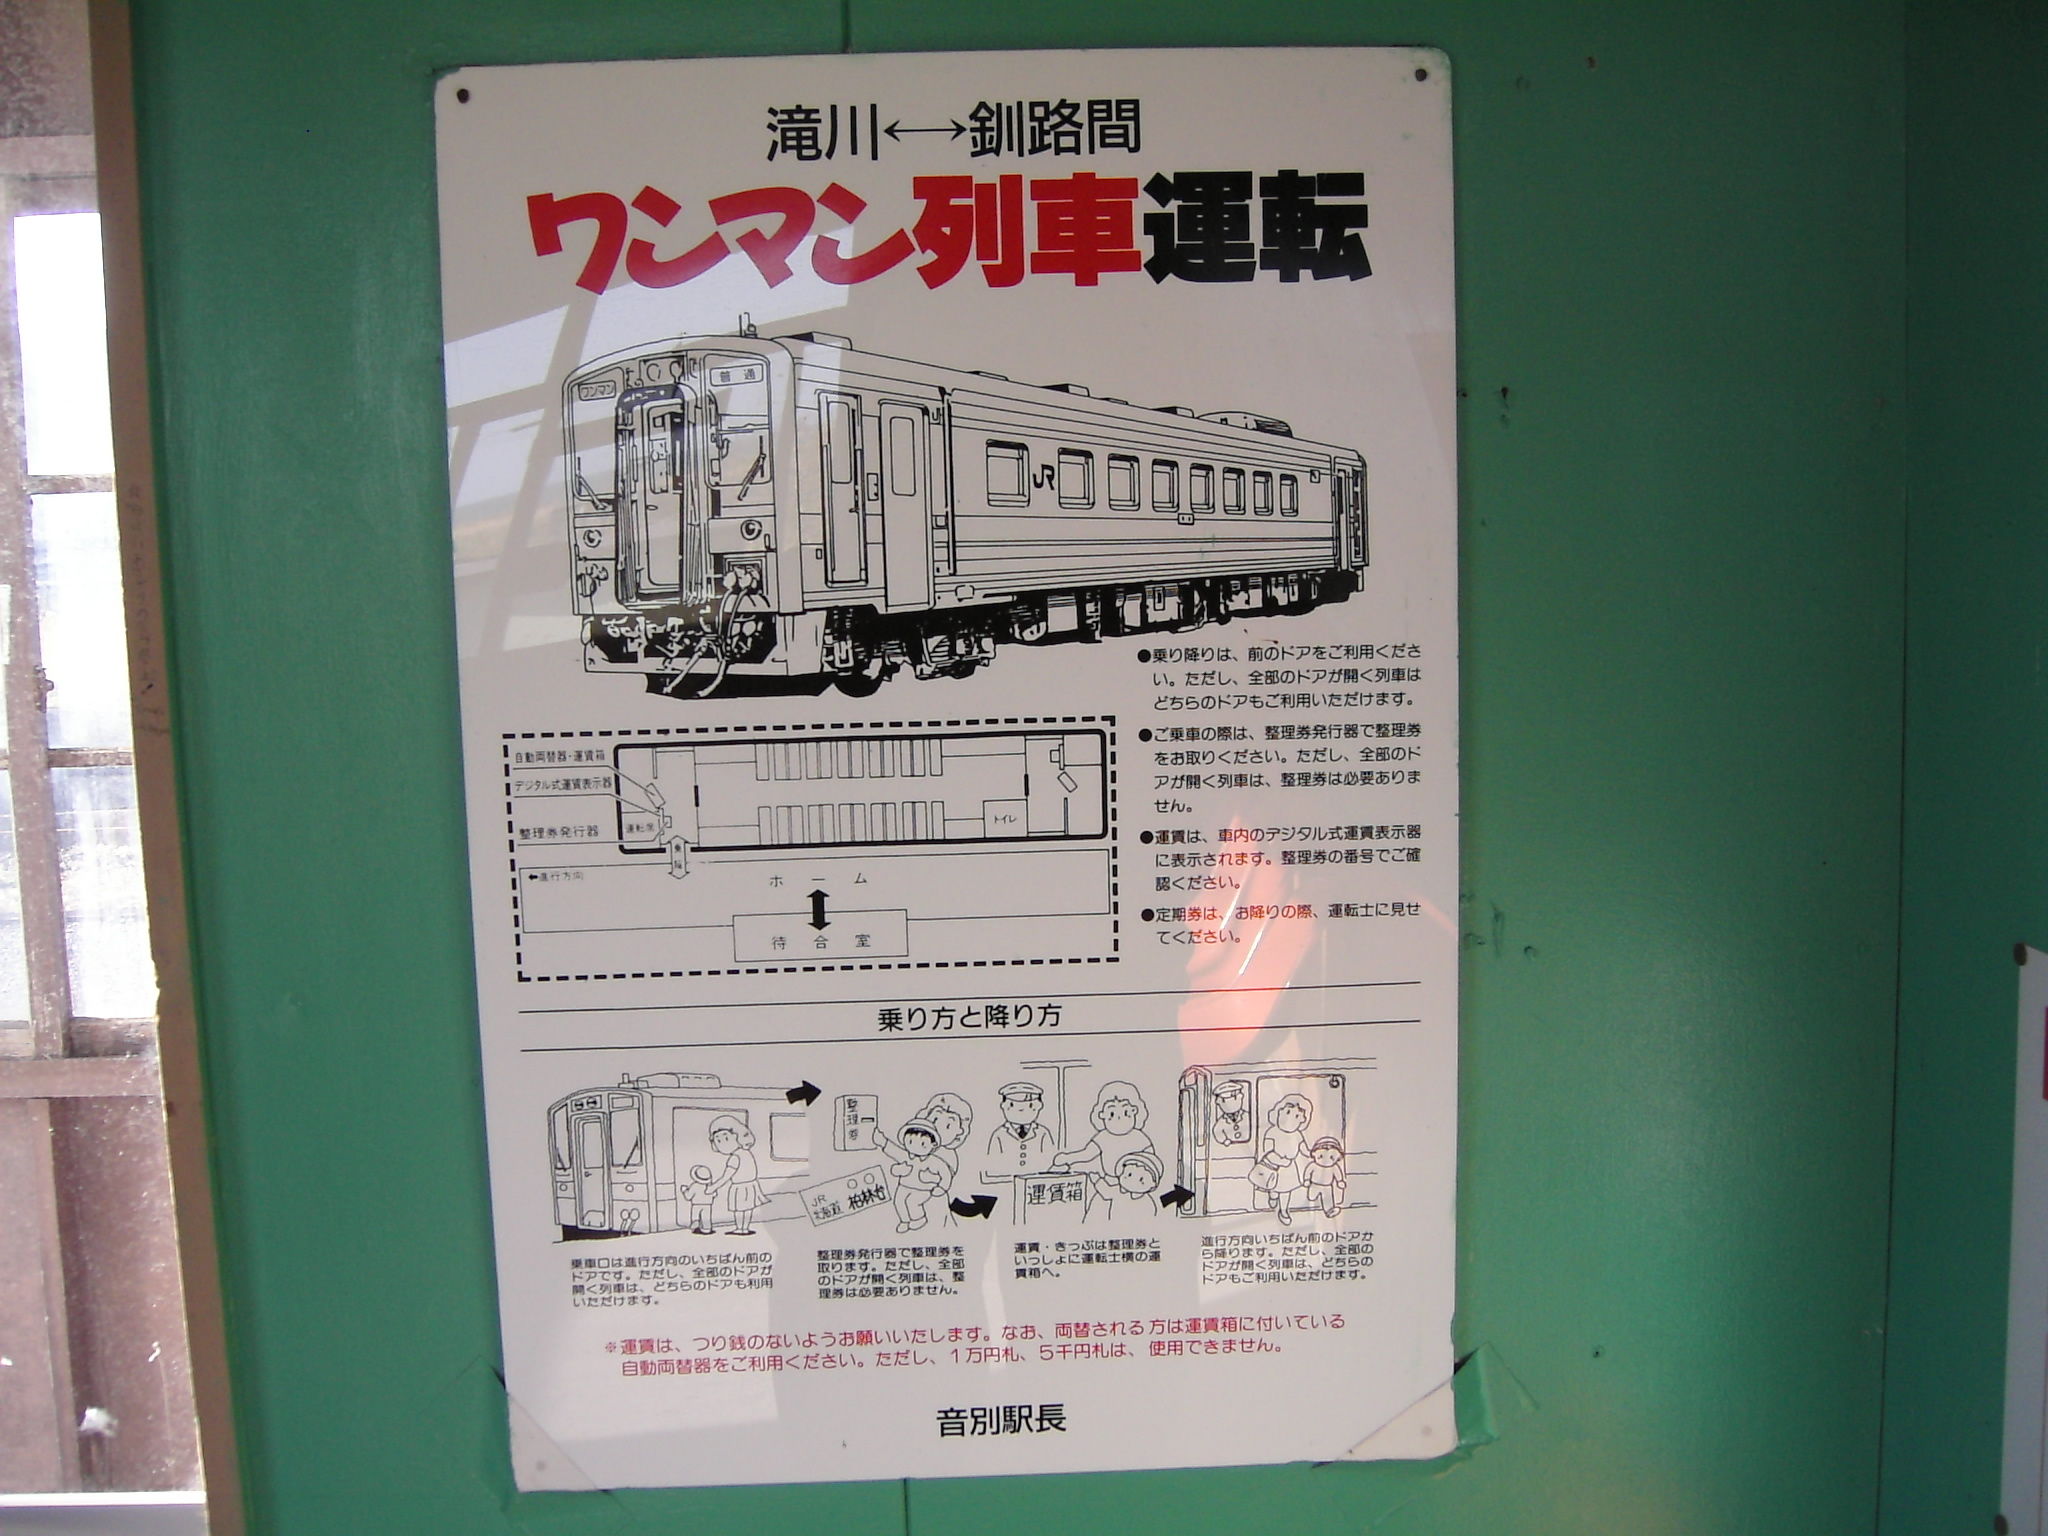 滝川←→釧路間
ワンマン列車運転
ワンマン
普通
JR
●乗り降りは、前のドアをご利用くださ
い。ただし、全部のドアが開く列車は
どちらのドアもご利用いただけます。
●ご乗車の際は、整理券発行器で整理券
をお取りください。ただし、全部のド
アが開く列車は、整理券は必要ありま
せん。
●運賃は、車内のデジタル式運賃表示器
に表示されます。整理券の番号でご確
認ください。
●定期券は、お降りの際、運転士に見せ
てください。
自動両替器・運賃箱
デジタル式運賃表示器
整理券発行器
運転席
トイレ
←進行方向
ホーム
待合室
乗り方と降り方
整理券
JR
北海道
柏林台
運賃箱
乗車口は進行方向のいちばん前の
ドアです。ただし、全部のドアが
開く列車は、どちらのドアも利用
いただけます。
整理券発行器で整理券を
取ります。ただし、全部
のドアが開く列車は、整
理券は必要ありません。
運賃・きっぷは整理券と
いっしょに運転士横の運
賃箱へ。
進行方向いちばん前のドアか
ら降ります。ただし、全部の
ドアが開く列車は、どちらの
ドアもご利用いただけます。
※運賃は、つり銭のないようお願いいたします。なお、両替される方は運賃箱に付いている
自動両替器をご利用ください。ただし、1万円札、5千円札は、使用できません。
音別駅長